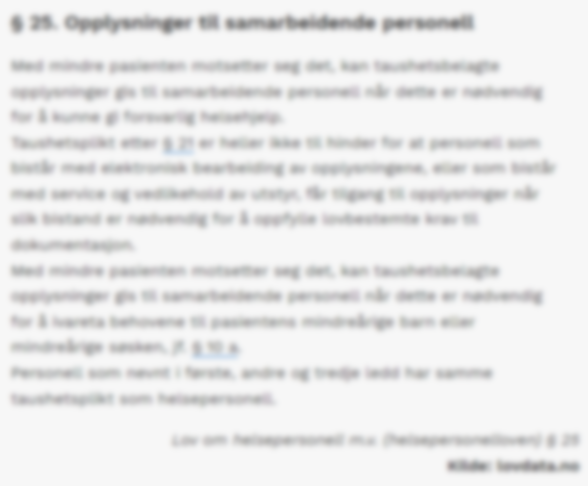 § 25. Opplysninger til samarbeidende personell
Med mindre pasienten motsetter seg det, kan taushetsbelagte
opplysninger gis til samarbeidende personell når dette er nødvendig
for å kunne gi forsvarlig helsehjelp.
Taushetsplikt etter § 21 er heller ikke til hinder for at personell som
bistår med elektronisk bearbeiding av opplysningene, eller som bistår
med service og vedlikehold av utstyr, får tilgang til opplysninger når
slik bistand er nødvendig for å oppfylle lovbestemte krav til
dokumentasjon.
Med mindre pasienten motsetter seg det, kan taushetsbelagte
opplysninger gis til samarbeidende personell når dette er nødvendig
for å ivareta behovene til pasientens mindreårige barn eller
mindreårige søsken, jf. § 10 a.
Personell som nevnt i første, andre og tredje ledd har samme
taushetsplikt som helsepersonell.
Lov om helsepersonell m.v. (helsepersonelloven) § 25
Kilde: lovdata.no